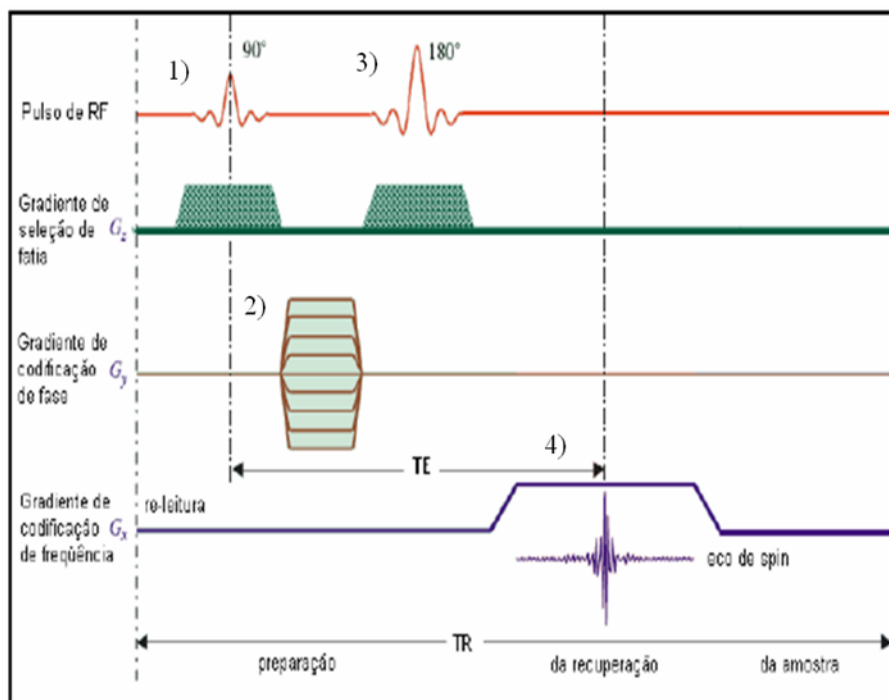 1)
90°
3)
180°
Pulso de RF
Gradiente de
seleção de
fatia
Gz
2)
Gradiente de
codificação
de fase
Gy
4)
TE
Gradiente de
codificação
de freqüência
Gx
re-leitura
eco de spin
TR
preparação
da recuperação
da amostra